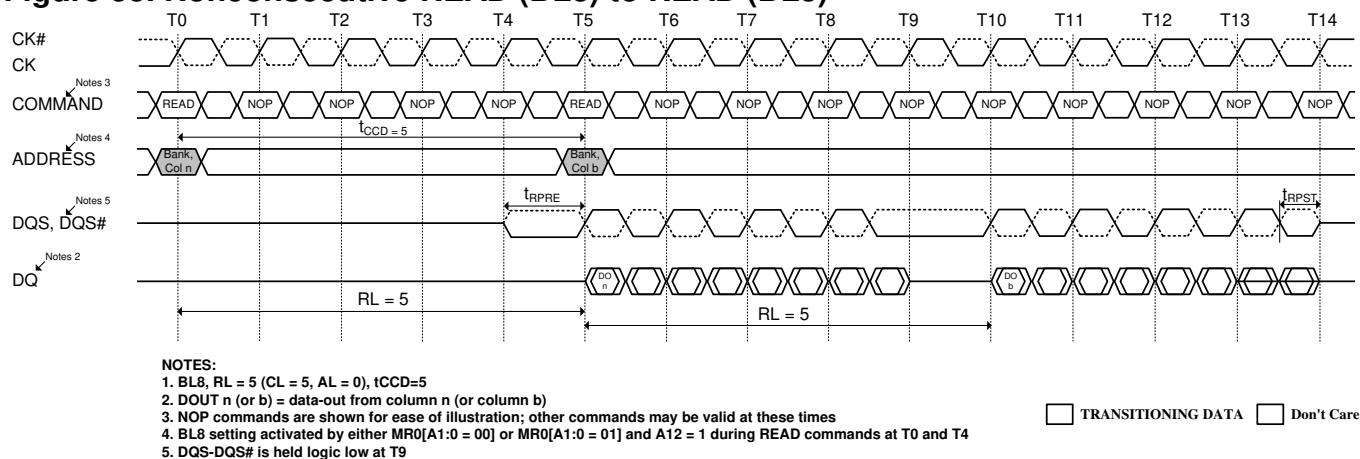 Nonconsecutive READ (BL8) to READ (BL8)
T0 T1 T2 T3 T4 T5 T6 T7 T8 T9 T10 T11 T12 T13 T14
CK#
CK
Notes 3
COMMAND READ NOP NOP NOP NOP READ NOP NOP NOP NOP NOP NOP NOP NOP NOP
tCCD = 5
Notes 4
ADDRESS
Bank, Col n
Bank, Col b
Notes 5
tRPRE
tRPST
DQS, DQS#
Notes 2
DQ
DO n
DO b
RL = 5
RL = 5
NOTES:
1. BL8, RL = 5 (CL = 5, AL = 0), tCCD=5
2. DOUT n (or b) = data-out from column n (or column b)
3. NOP commands are shown for ease of illustration; other commands may be valid at these times
4. BL8 setting activated by either MR0[A1:0 = 00] or MR0[A1:0 = 01] and A12 = 1 during READ commands at T0 and T4
5. DQS-DQS# is held logic low at T9
TRANSITIONING DATA
Don't Care